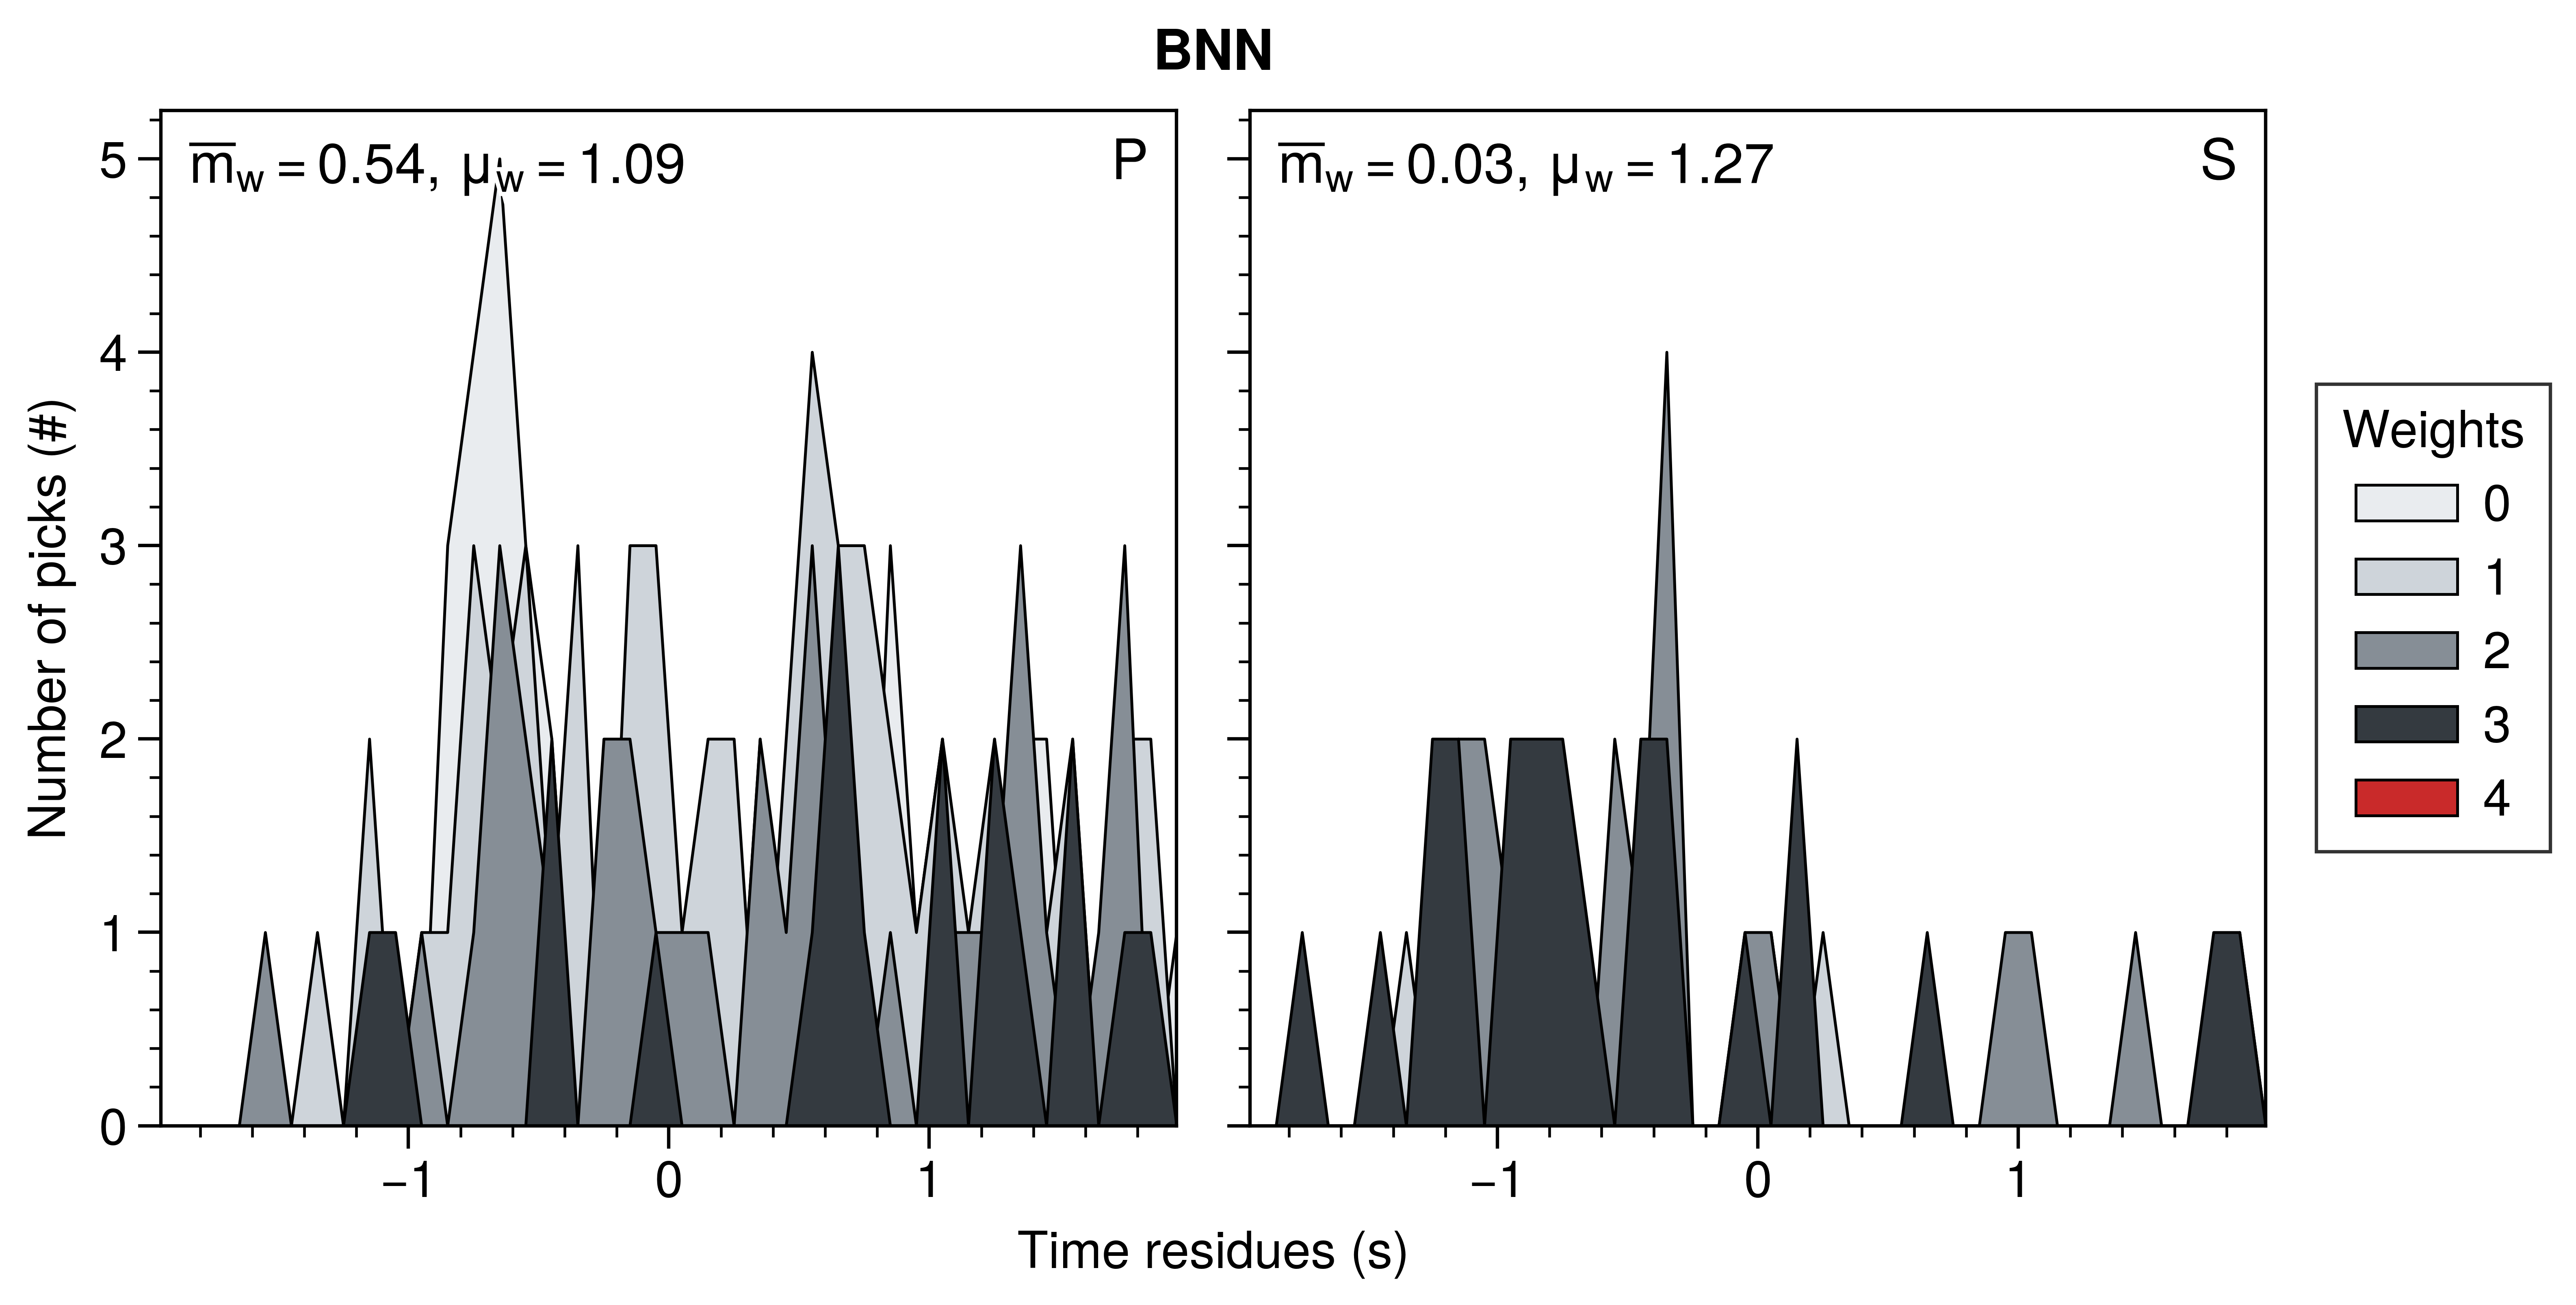 BNN
m̅w = 0.54, μw = 1.09
P
m̅w = 0.03, μw = 1.27
S
5
4
3
2
1
0
Number of picks (#)
−1 0 1
−1 0 1
Time residues (s)
Weights
0
1
2
3
4